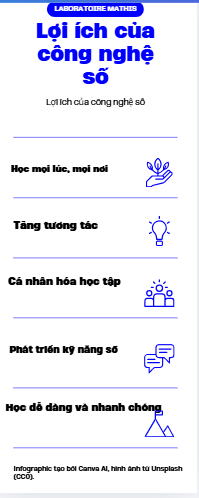 LABORATOIRE MATHIS
Lợi ích của
công nghệ
số
Lợi ích của công nghệ số
Học mọi lúc, mọi nơi
Tăng tương tác
Cá nhân hóa học tập
Phát triển kỹ năng số
Học dễ dàng và nhanh chóng
Infographic tạo bởi Canva AI, hình ảnh từ Unsplash
(CC0).